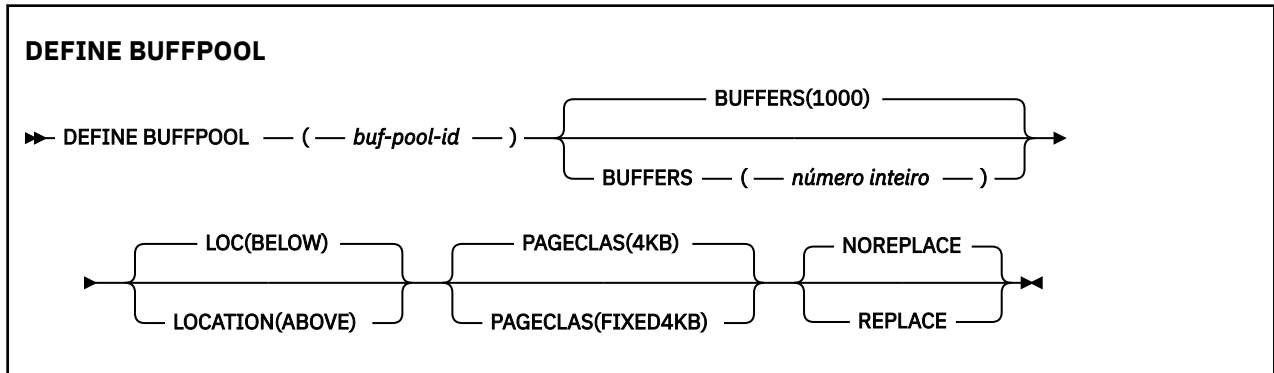 DEFINE BUFFPOOL
BUFFERS(1000)
DEFINE BUFFPOOL ( buf-pool-id )
BUFFERS ( número inteiro )
LOC(BELOW) PAGECLAS(4KB) NOREPLACE
LOCATION(ABOVE) PAGECLAS(FIXED4KB) REPLACE